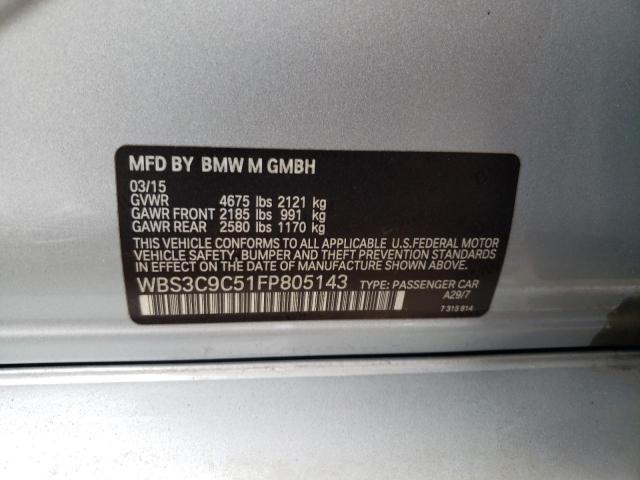 MFD BY BMW M GMBH
03/15
GVWR 4675 lbs 2121 kg
GAWR FRONT 2185 lbs 991 kg
GAWR REAR 2580 lbs 1170 kg
THIS VEHICLE CONFORMS TO ALL APPLICABLE U.S.FEDERAL MOTOR
VEHICLE SAFETY, BUMPER AND THEFT PREVENTION STANDARDS
IN EFFECT ON THE DATE OF MANUFACTURE SHOWN ABOVE.
WBS3C9C51FP805143
TYPE: PASSENGER CAR
A29/7
7 315 814